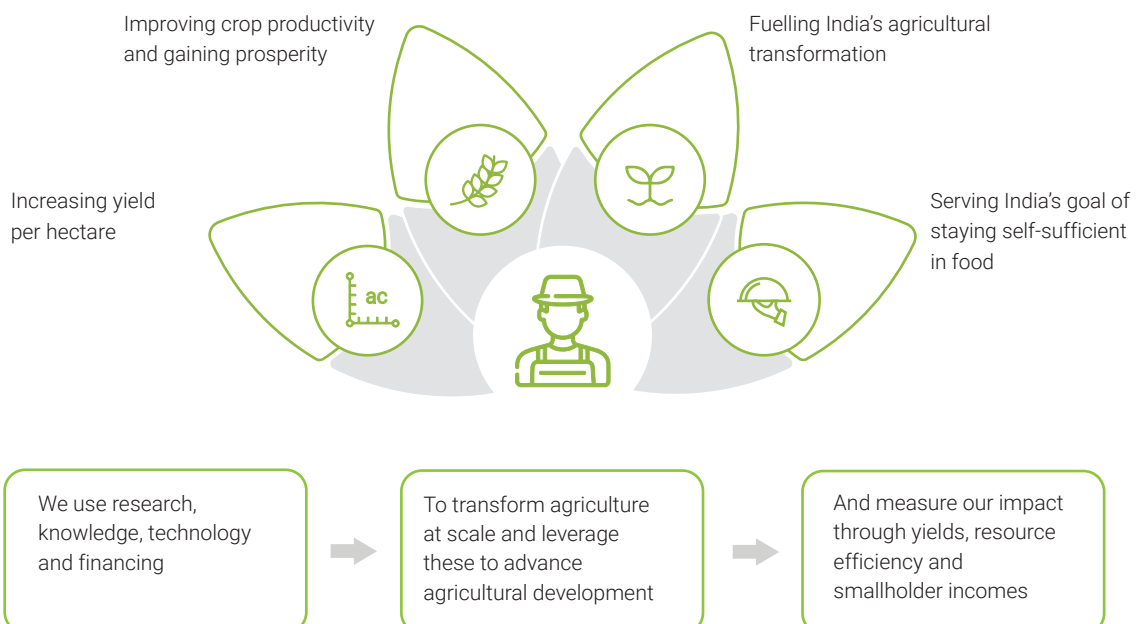 Improving crop productivity
and gaining prosperity
Fuelling India's agricultural
transformation
Increasing yield
per hectare
Serving India's goal of
staying self-sufficient
in food
ac
We use research,
knowledge, technology
and financing
To transform agriculture
at scale and leverage
these to advance
agricultural development
And measure our impact
through yields, resource
efficiency and
smallholder incomes